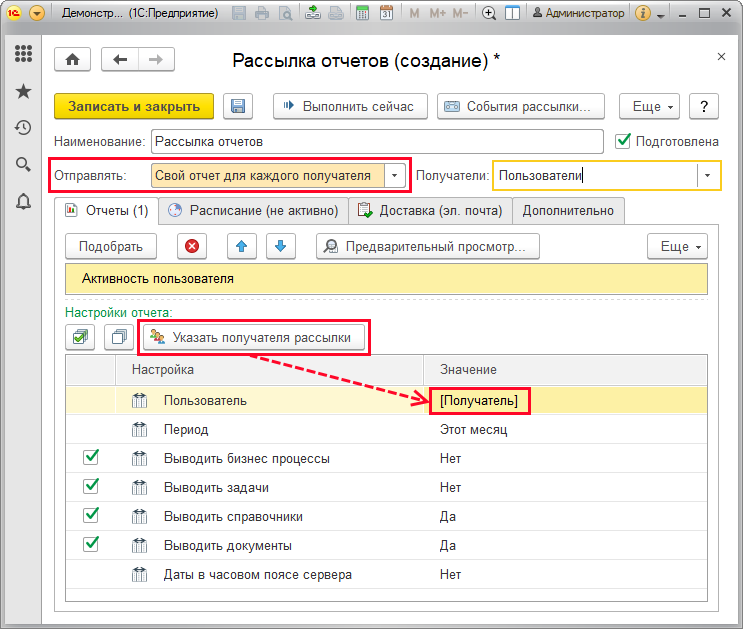 Демонстр... (1С:Предприятие) 31 M M+ M- Администратор
Рассылка отчетов (создание) *
Записать и закрыть Выполнить сейчас События рассылки... Еще ?
Наименование: Рассылка отчетов Подготовлена
Отправлять: Свой отчет для каждого получателя Получатели: Пользователи
Отчеты (1) Расписание (не активно) Доставка (эл. почта) Дополнительно
Подобрать Предварительный просмотр... Еще
Активность пользователя
Настройки отчета:
Указать получателя рассылки
Настройка Значение
Пользователь [Получатель]
Период Этот месяц
Выводить бизнес процессы Нет
Выводить задачи Нет
Выводить справочники Да
Выводить документы Да
Даты в часовом поясе сервера Нет